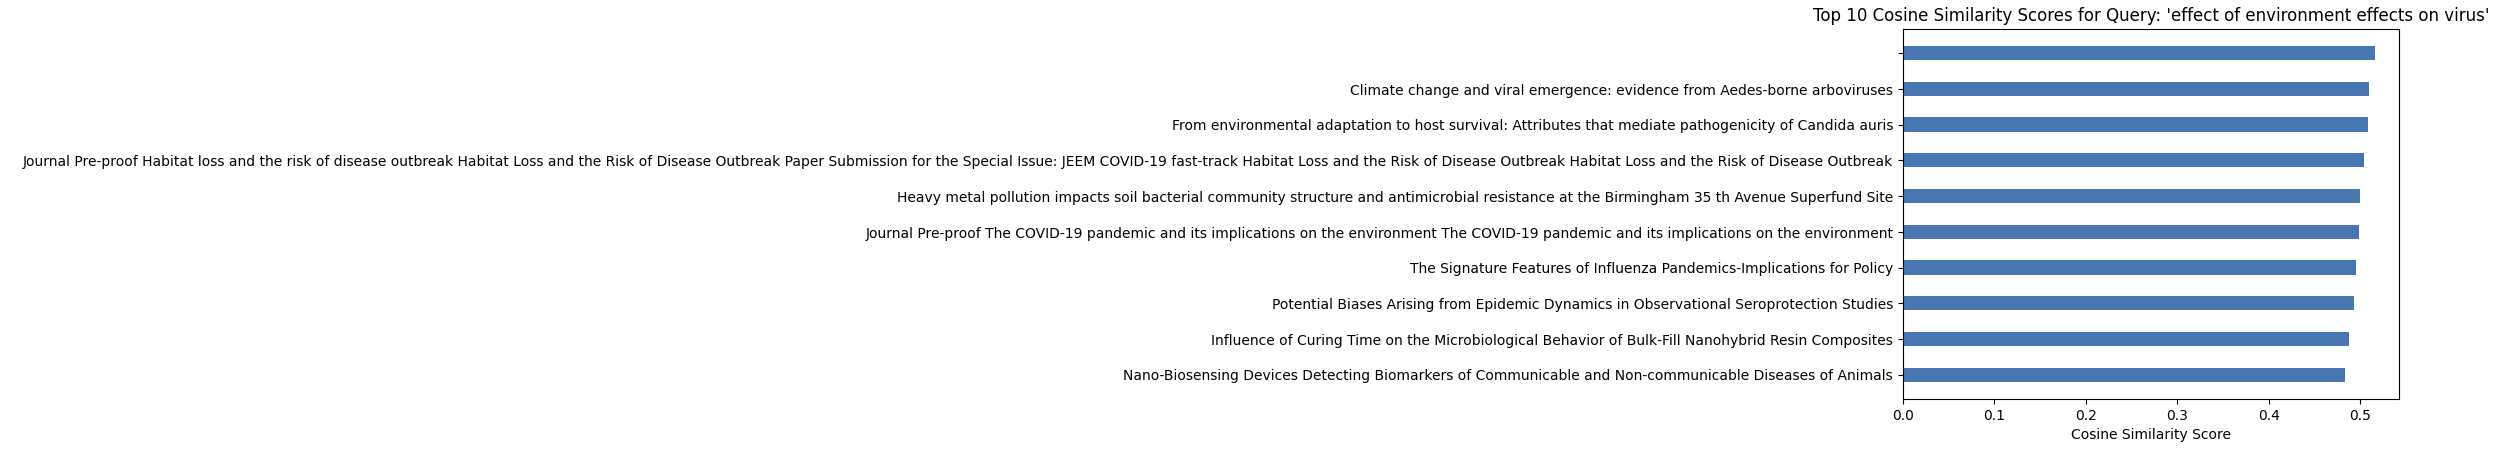 Top 10 Cosine Similarity Scores for Query: 'effect of environment effects on virus'
Climate change and viral emergence: evidence from Aedes-borne arboviruses
From environmental adaptation to host survival: Attributes that mediate pathogenicity of Candida auris
Journal Pre-proof Habitat loss and the risk of disease outbreak Habitat Loss and the Risk of Disease Outbreak Paper Submission for the Special Issue: JEEM COVID-19 fast-track Habitat Loss and the Risk of Disease Outbreak Habitat Loss and the Risk of Disease Outbreak
Heavy metal pollution impacts soil bacterial community structure and antimicrobial resistance at the Birmingham 35 th Avenue Superfund Site
Journal Pre-proof The COVID-19 pandemic and its implications on the environment The COVID-19 pandemic and its implications on the environment
The Signature Features of Influenza Pandemics-Implications for Policy
Potential Biases Arising from Epidemic Dynamics in Observational Seroprotection Studies
Influence of Curing Time on the Microbiological Behavior of Bulk-Fill Nanohybrid Resin Composites
Nano-Biosensing Devices Detecting Biomarkers of Communicable and Non-communicable Diseases of Animals
0.0 0.1 0.2 0.3 0.4 0.5
Cosine Similarity Score